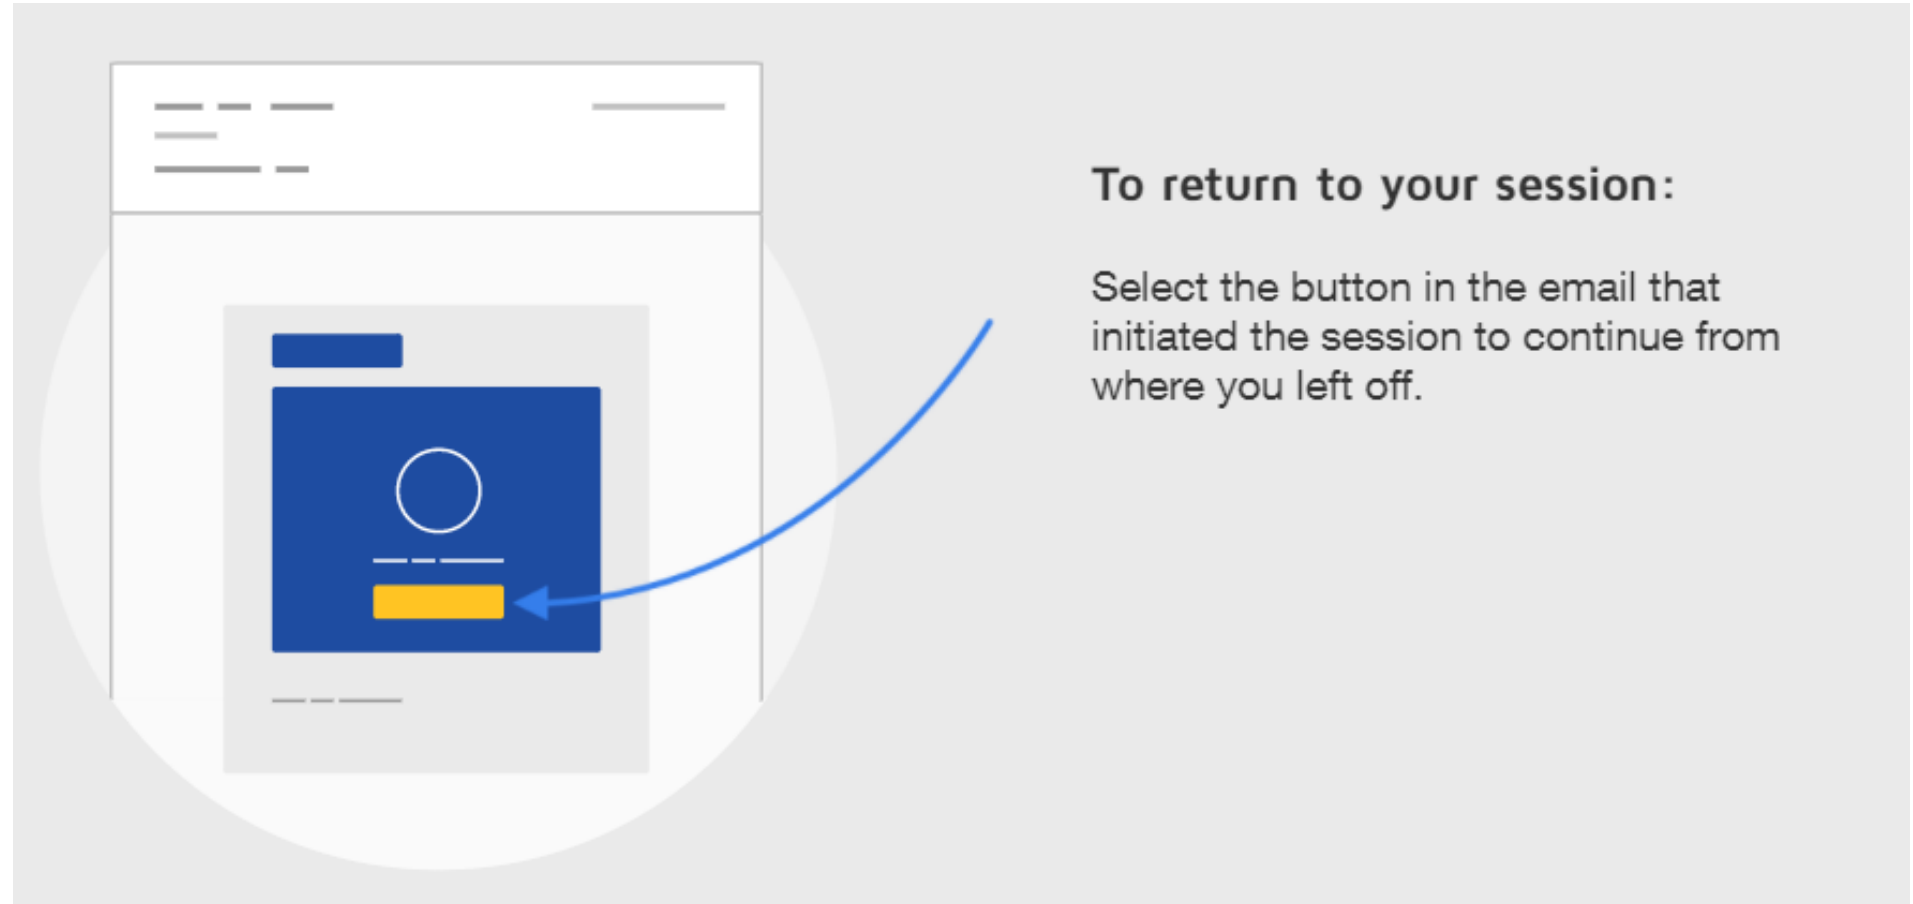 To return to your session:
Select the button in the email that
initiated the session to continue from
where you left off.